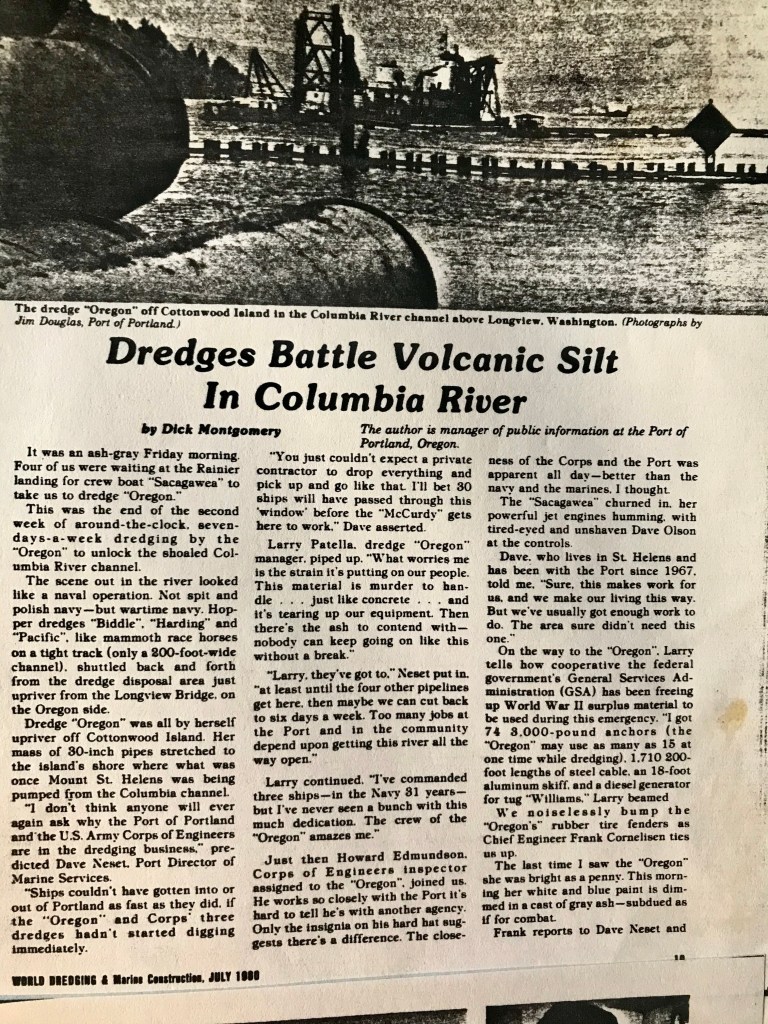 The dredge "Oregon" off Cottonwood Island in the Columbia River channel above Longview, Washington. (Photographs by
Jim Douglas, Port of Portland.)
Dredges Battle Volcanic Silt
In Columbia River
by Dick Montgomery
The author is manager of public information at the Port of
Portland, Oregon.
It was an ash-gray Friday morning.
Four of us were waiting at the Rainier
landing for crew boat "Sacagawea" to
take us to dredge "Oregon."
This was the end of the second
week of around-the-clock, seven-
days-a-week dredging by the
"Oregon" to unlock the shoaled Col-
umbia River channel.
The scene out in the river looked
like a naval operation. Not spit and
polish navy—but wartime navy. Hop-
per dredges "Biddle", "Harding" and
"Pacific", like mammoth race horses
on a tight track (only a 200-foot-wide
channel), shuttled back and forth
from the dredge disposal area just
upriver from the Longview Bridge, on
the Oregon side.
Dredge "Oregon" was all by herself
upriver off Cottonwood Island. Her
mass of 30-inch pipes stretched to
the island's shore where what was
once Mount St. Helens was being
pumped from the Columbia channel.
"I don't think anyone will ever
again ask why the Port of Portland
and the U.S. Army Corps of Engineers
are in the dredging business," pre-
dicted Dave Neset, Port Director of
Marine Services.
"Ships couldn't have gotten into or
out of Portland as fast as they did, if
the "Oregon" and Corps' three
dredges hadn't started digging
immediately.
"You just couldn't expect a private
contractor to drop everything and
pick up and go like that. I'll bet 30
ships will have passed through this
'window' before the "McCurdy" gets
here to work," Dave asserted.
Larry Patella, dredge "Oregon"
manager, piped up, "What worries me
is the strain it's putting on our people.
This material is murder to han-
dle . . . just like concrete . . . and
it's tearing up our equipment. Then
there's the ash to contend with—
nobody can keep going on like this
without a break."
"Larry, they've got to," Neset put in,
"at least until the four other pipelines
get here, then maybe we can cut back
to six days a week. Too many jobs at
the Port and in the community
depend upon getting this river all the
way open."
Larry continued, "I've commanded
three ships—in the Navy 31 years—
but I've never seen a bunch with this
much dedication. The crew of the
"Oregon" amazes me."
Just then Howard Edmundson,
Corps of Engineers inspector
assigned to the "Oregon", joined us.
He works so closely with the Port it's
hard to tell he's with another agency.
Only the insignia on his hard hat sug-
gests there's a difference. The close-
ness of the Corps and the Port was
apparent all day—better than the
navy and the marines, I thought.
The "Sacagawea" churned in, her
powerful jet engines humming, with
tired-eyed and unshaven Dave Olson
at the controls.
Dave, who lives in St. Helens and
has been with the Port since 1967,
told me, "Sure, this makes work for
us, and we make our living this way.
But we've usually got enough work to
do. The area sure didn't need this
one."
On the way to the "Oregon", Larry
tells how cooperative the federal
government's General Services Ad-
ministration (GSA) has been freeing
up World War II surplus material to
be used during this emergency. "I got
74 3,000-pound anchors (the
"Oregon" may use as many as 15 at
one time while dredging), 1,710 200-
foot lengths of steel cable, an 18-foot
aluminum skiff, and a diesel generator
for tug "Williams," Larry beamed
We noiselessly bump the
"Oregon's" rubber tire fenders as
Chief Engineer Frank Cornelisen ties
us up.
The last time I saw the "Oregon"
she was bright as a penny. This morn-
ing her white and blue paint is dim-
med in a cast of gray ash—subdued as
if for combat.
Frank reports to Dave Neset and
WORLD DREDGING & Marine Construction, JULY 1980